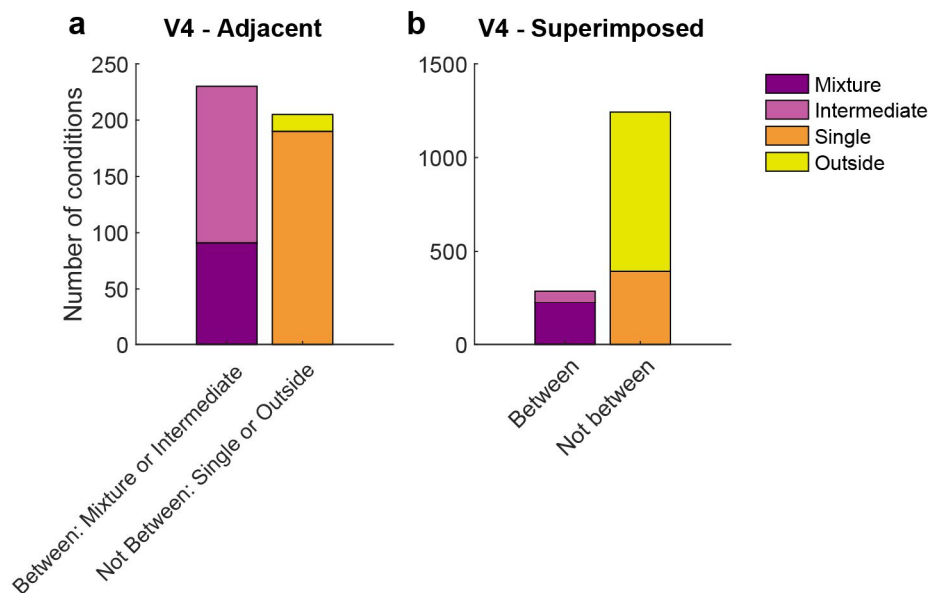 a
V4 - Adjacent
250
200
150
100
50
0
Number of conditions
Between: Mixture or Intermediate
Not Between: Single or Outside
b
V4 - Superimposed
1500
1000
500
0
Between
Not between
Mixture
Intermediate
Single
Outside